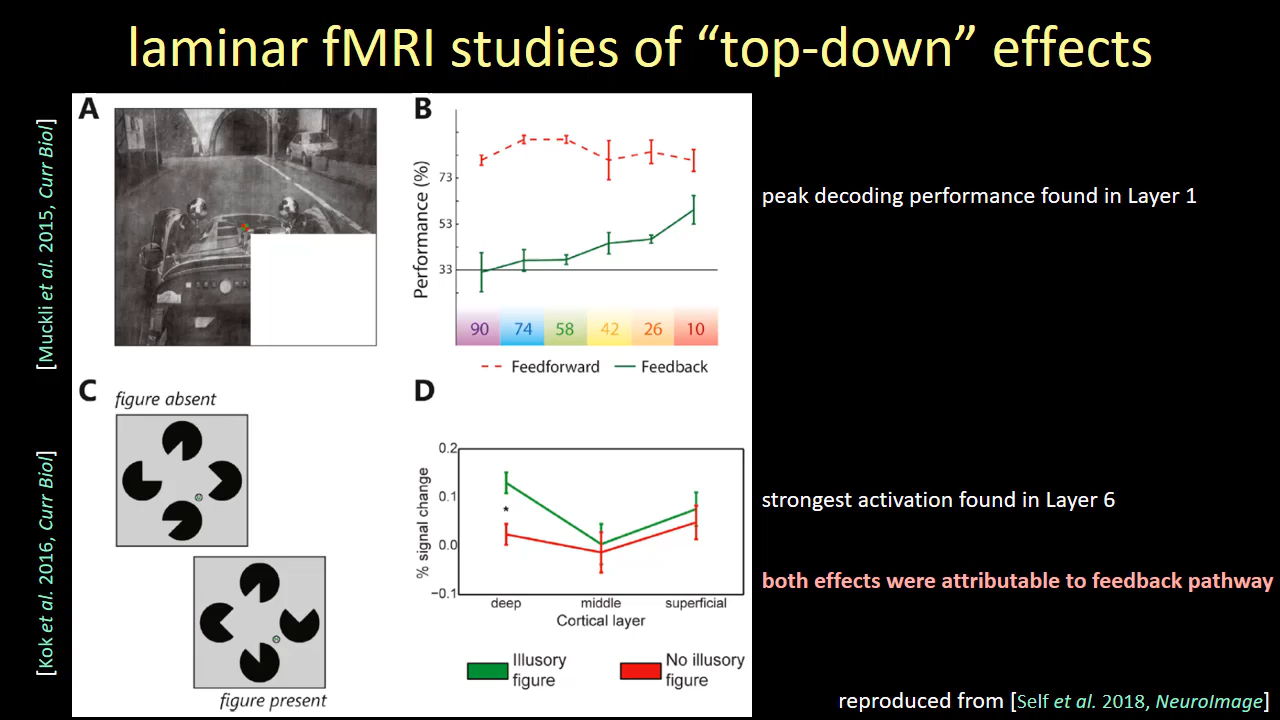 laminar fMRI studies of “top-down” effects
[Muckli et al. 2015, Curr Biol]
A
B
Performance (%)
73
53
33
90 74 58 42 26 10
Feedforward Feedback
peak decoding performance found in Layer 1
[Kok et al. 2016, Curr Biol]
C
figure absent
figure present
D
% signal change
0.2
0.1
0.0
−0.1
*
deep middle superficial
Cortical layer
Illusory
figure
No illusory
figure
strongest activation found in Layer 6
both effects were attributable to feedback pathway
reproduced from [Self et al. 2018, NeuroImage]